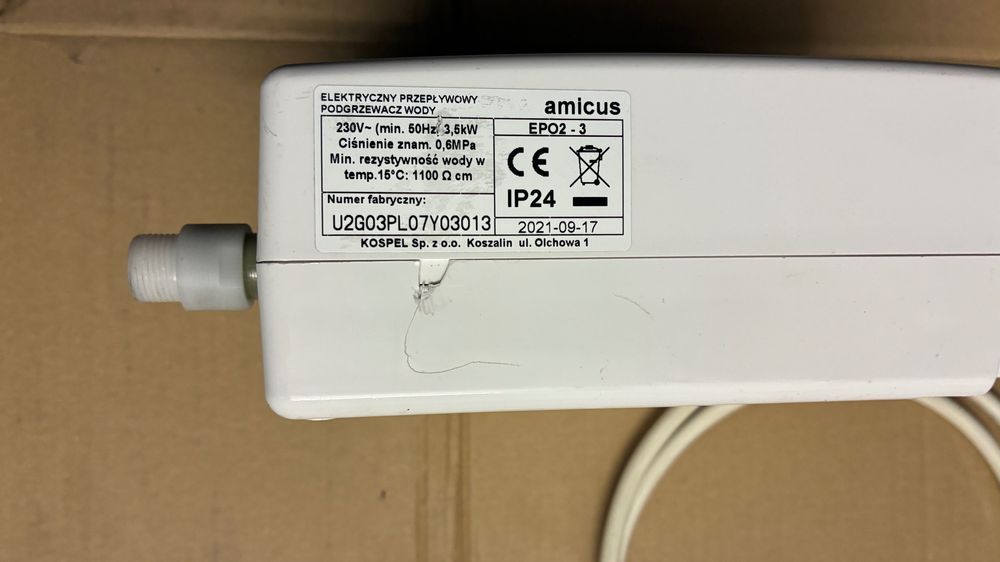 ELEKTRYCZNY PRZEPŁYWOWY
PODGRZEWACZ WODY
amicus
230V~ (min. 50Hz) 3,5kW
Ciśnienie znam. 0,6MPa
Min. rezystywność wody w
temp.15°C: 1100 Ω cm
EPO2 - 3
CE
IP24
Numer fabryczny:
U2G03PL07Y03013
2021-09-17
KOSPEL Sp. z o.o. Koszalin ul. Olchowa 1